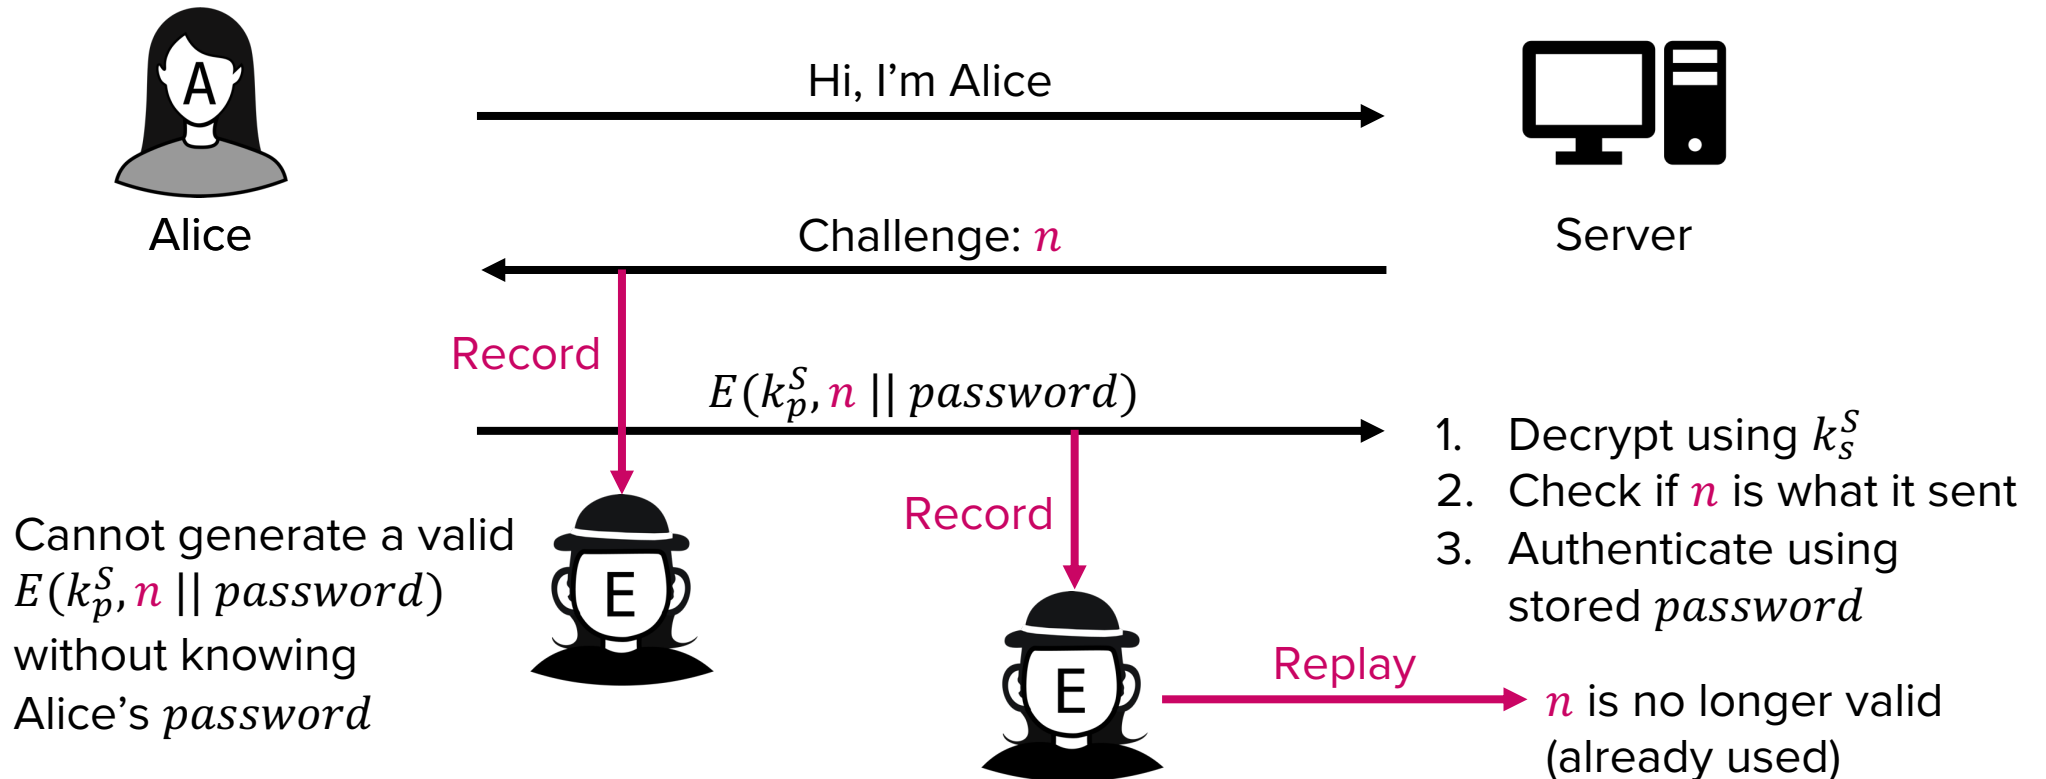 A
Hi, I’m Alice
Alice
Server
Challenge: n
Record
E(k_p^S, n || password)
1. Decrypt using k_s^S
2. Check if n is what it sent
3. Authenticate using
stored password
Record
Cannot generate a valid
E(k_p^S, n || password)
without knowing
Alice’s password
E
E
Replay
n is no longer valid
(already used)